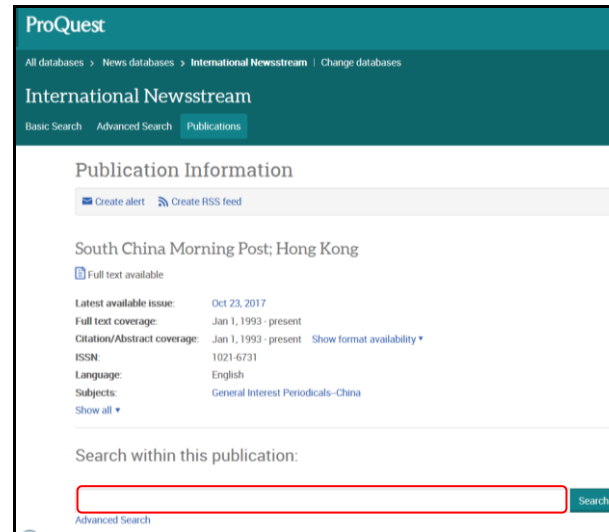 ProQuest
All databases > News databases > International Newsstream | Change databases
International Newsstream
Basic Search Advanced Search Publications
Publication Information
Create alert Create RSS feed
South China Morning Post; Hong Kong
Full text available
Latest available issue: Oct 23, 2017
Full text coverage: Jan 1, 1993 - present
Citation/Abstract coverage: Jan 1, 1993 - present Show format availability
ISSN: 1021-6731
Language: English
Subjects: General Interest Periodicals--China
Show all
Search within this publication:
Search
Advanced Search